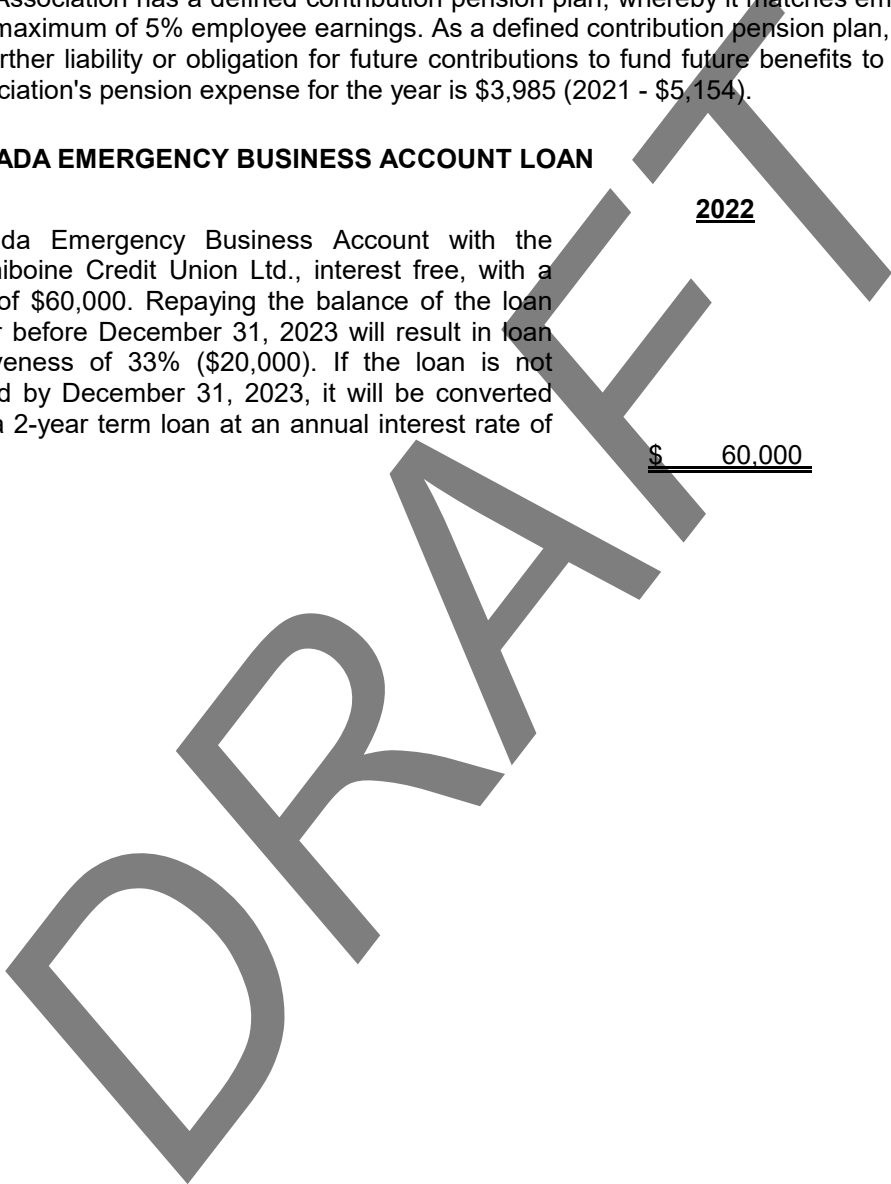 Association has a defined contribution pension plan, whereby it matches em
maximum of 5% employee earnings. As a defined contribution pension plan,
rther liability or obligation for future contributions to fund future benefits to
ciation's pension expense for the year is $3,985 (2021 - $5,154).
ADA EMERGENCY BUSINESS ACCOUNT LOAN
2022
da Emergency Business Account with the
niboine Credit Union Ltd., interest free, with a
of $60,000. Repaying the balance of the loan
r before December 31, 2023 will result in loan
veness of 33% ($20,000). If the loan is not
d by December 31, 2023, it will be converted
a 2-year term loan at an annual interest rate of
$ 60,000
DRAFT